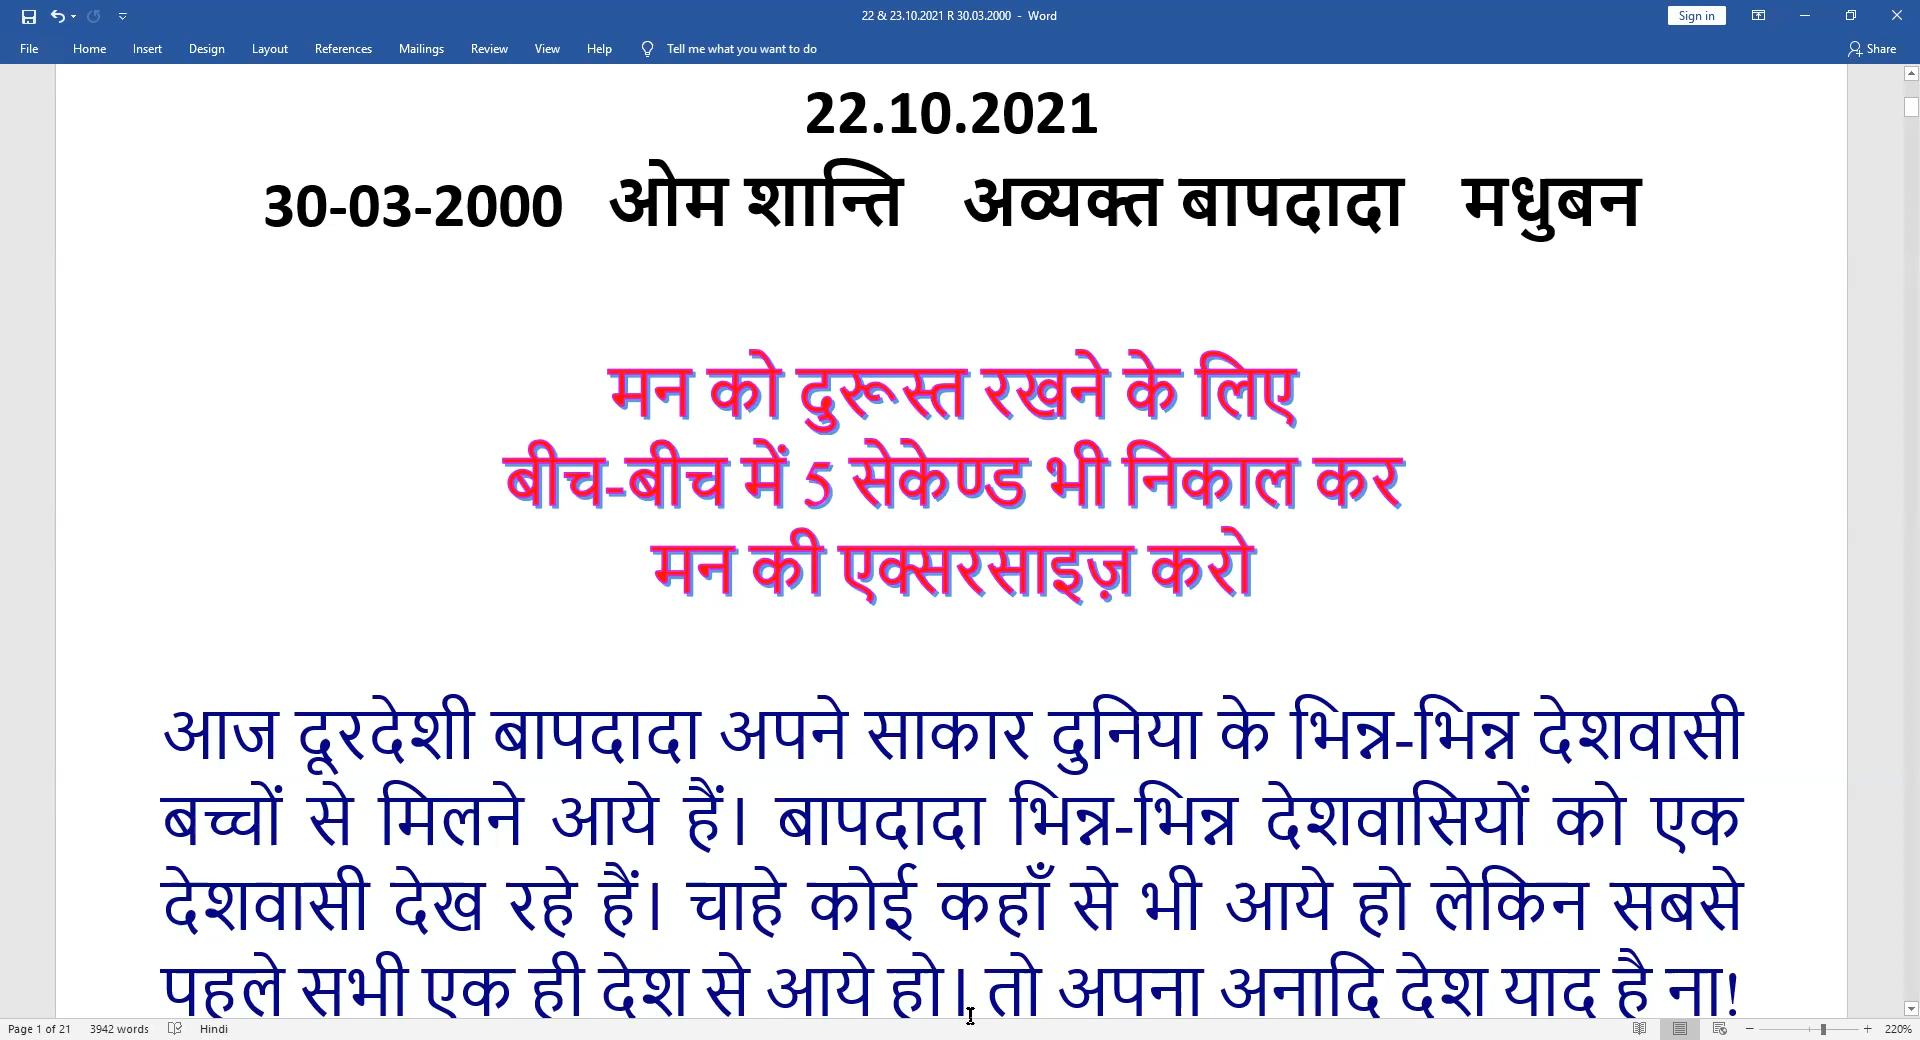 22 & 23.10.2021 R 30.03.2000 - Word
Sign in
File Home Insert Design Layout References Mailings Review View Help Tell me what you want to do Share
22.10.2021
30-03-2000 ओम शान्ति अव्यक्त बापदादा मधुबन
मन को दुरूस्त रखने के लिए
बीच-बीच में 5 सेकेण्ड भी निकाल कर
मन की एक्सरसाइज़ करो
आज दूरदेशी बापदादा अपने साकार दुनिया के भिन्न-भिन्न देशवासी
बच्चों से मिलने आये हैं। बापदादा भिन्न-भिन्न देशवासियों को एक
देशवासी देख रहे हैं। चाहे कोई कहाँ से भी आये हो लेकिन सबसे
पहले सभी एक ही देश से आये हो। तो अपना अनादि देश याद है ना!
Page 1 of 21 3942 words Hindi 220%